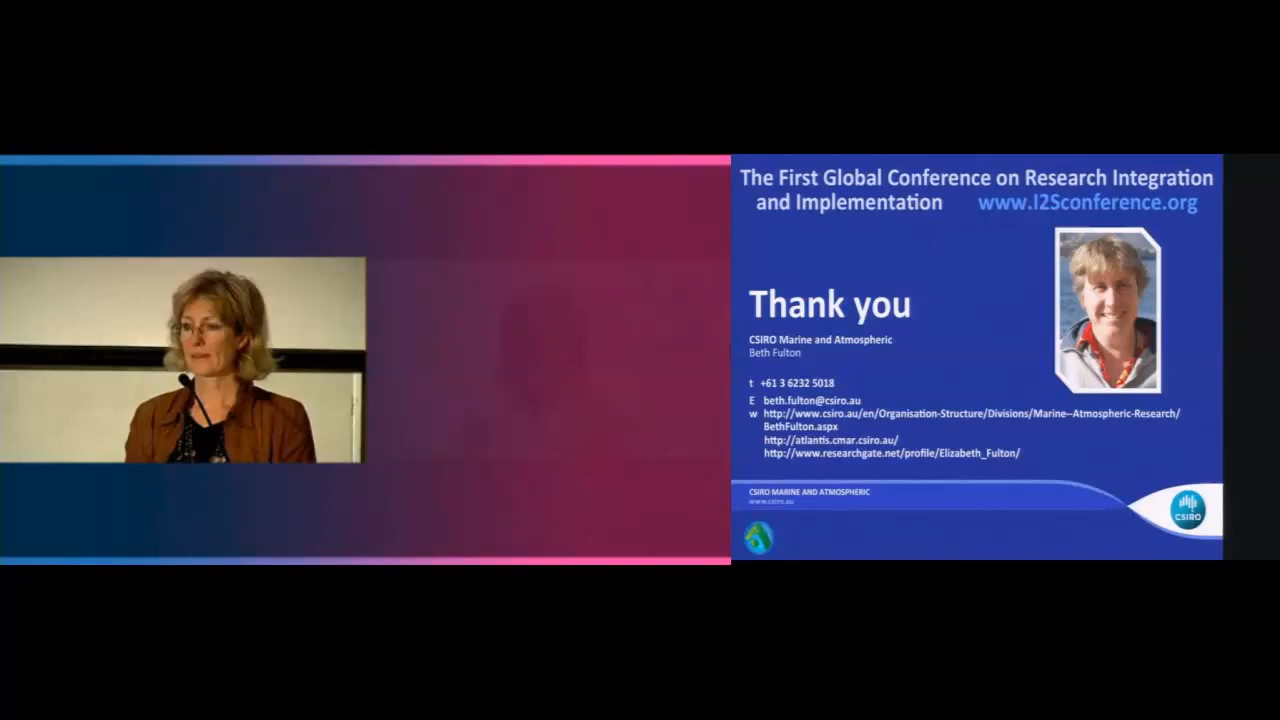 The First Global Conference on Research Integration
and Implementation www.I2Sconference.org
Thank you
CSIRO Marine and Atmospheric
Beth Fulton
t +61 3 6232 5018
E beth.fulton@csiro.au
w http://www.csiro.au/en/Organisation-Structure/Divisions/Marine--Atmospheric-Research/
BethFulton.aspx
http://atlantis.cmar.csiro.au/
http://www.researchgate.net/profile/Elizabeth_Fulton/
CSIRO MARINE AND ATMOSPHERIC
www.csiro.au
CSIRO